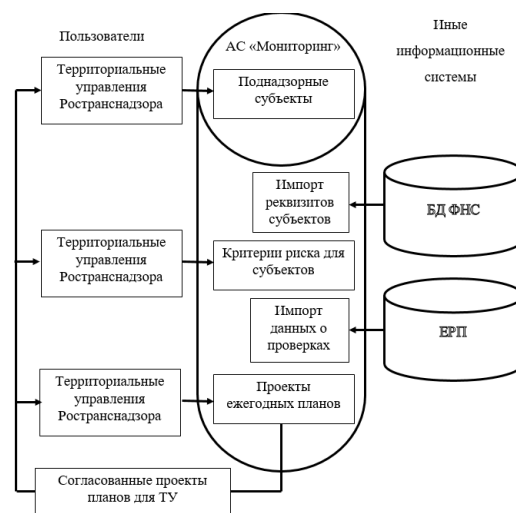 Пользователи
АС «Мониторинг»
Иные
информационные
системы
Территориальные
управления
Ространснадзора
Поднадзорные
субъекты
Импорт
реквизитов
субъектов
БД ФНС
Территориальные
управления
Ространснадзора
Критерии риска для
субъектов
Импорт
данных о
проверках
ЕРП
Территориальные
управления
Ространснадзора
Проекты
ежегодных планов
Согласованные проекты
планов для ТУ